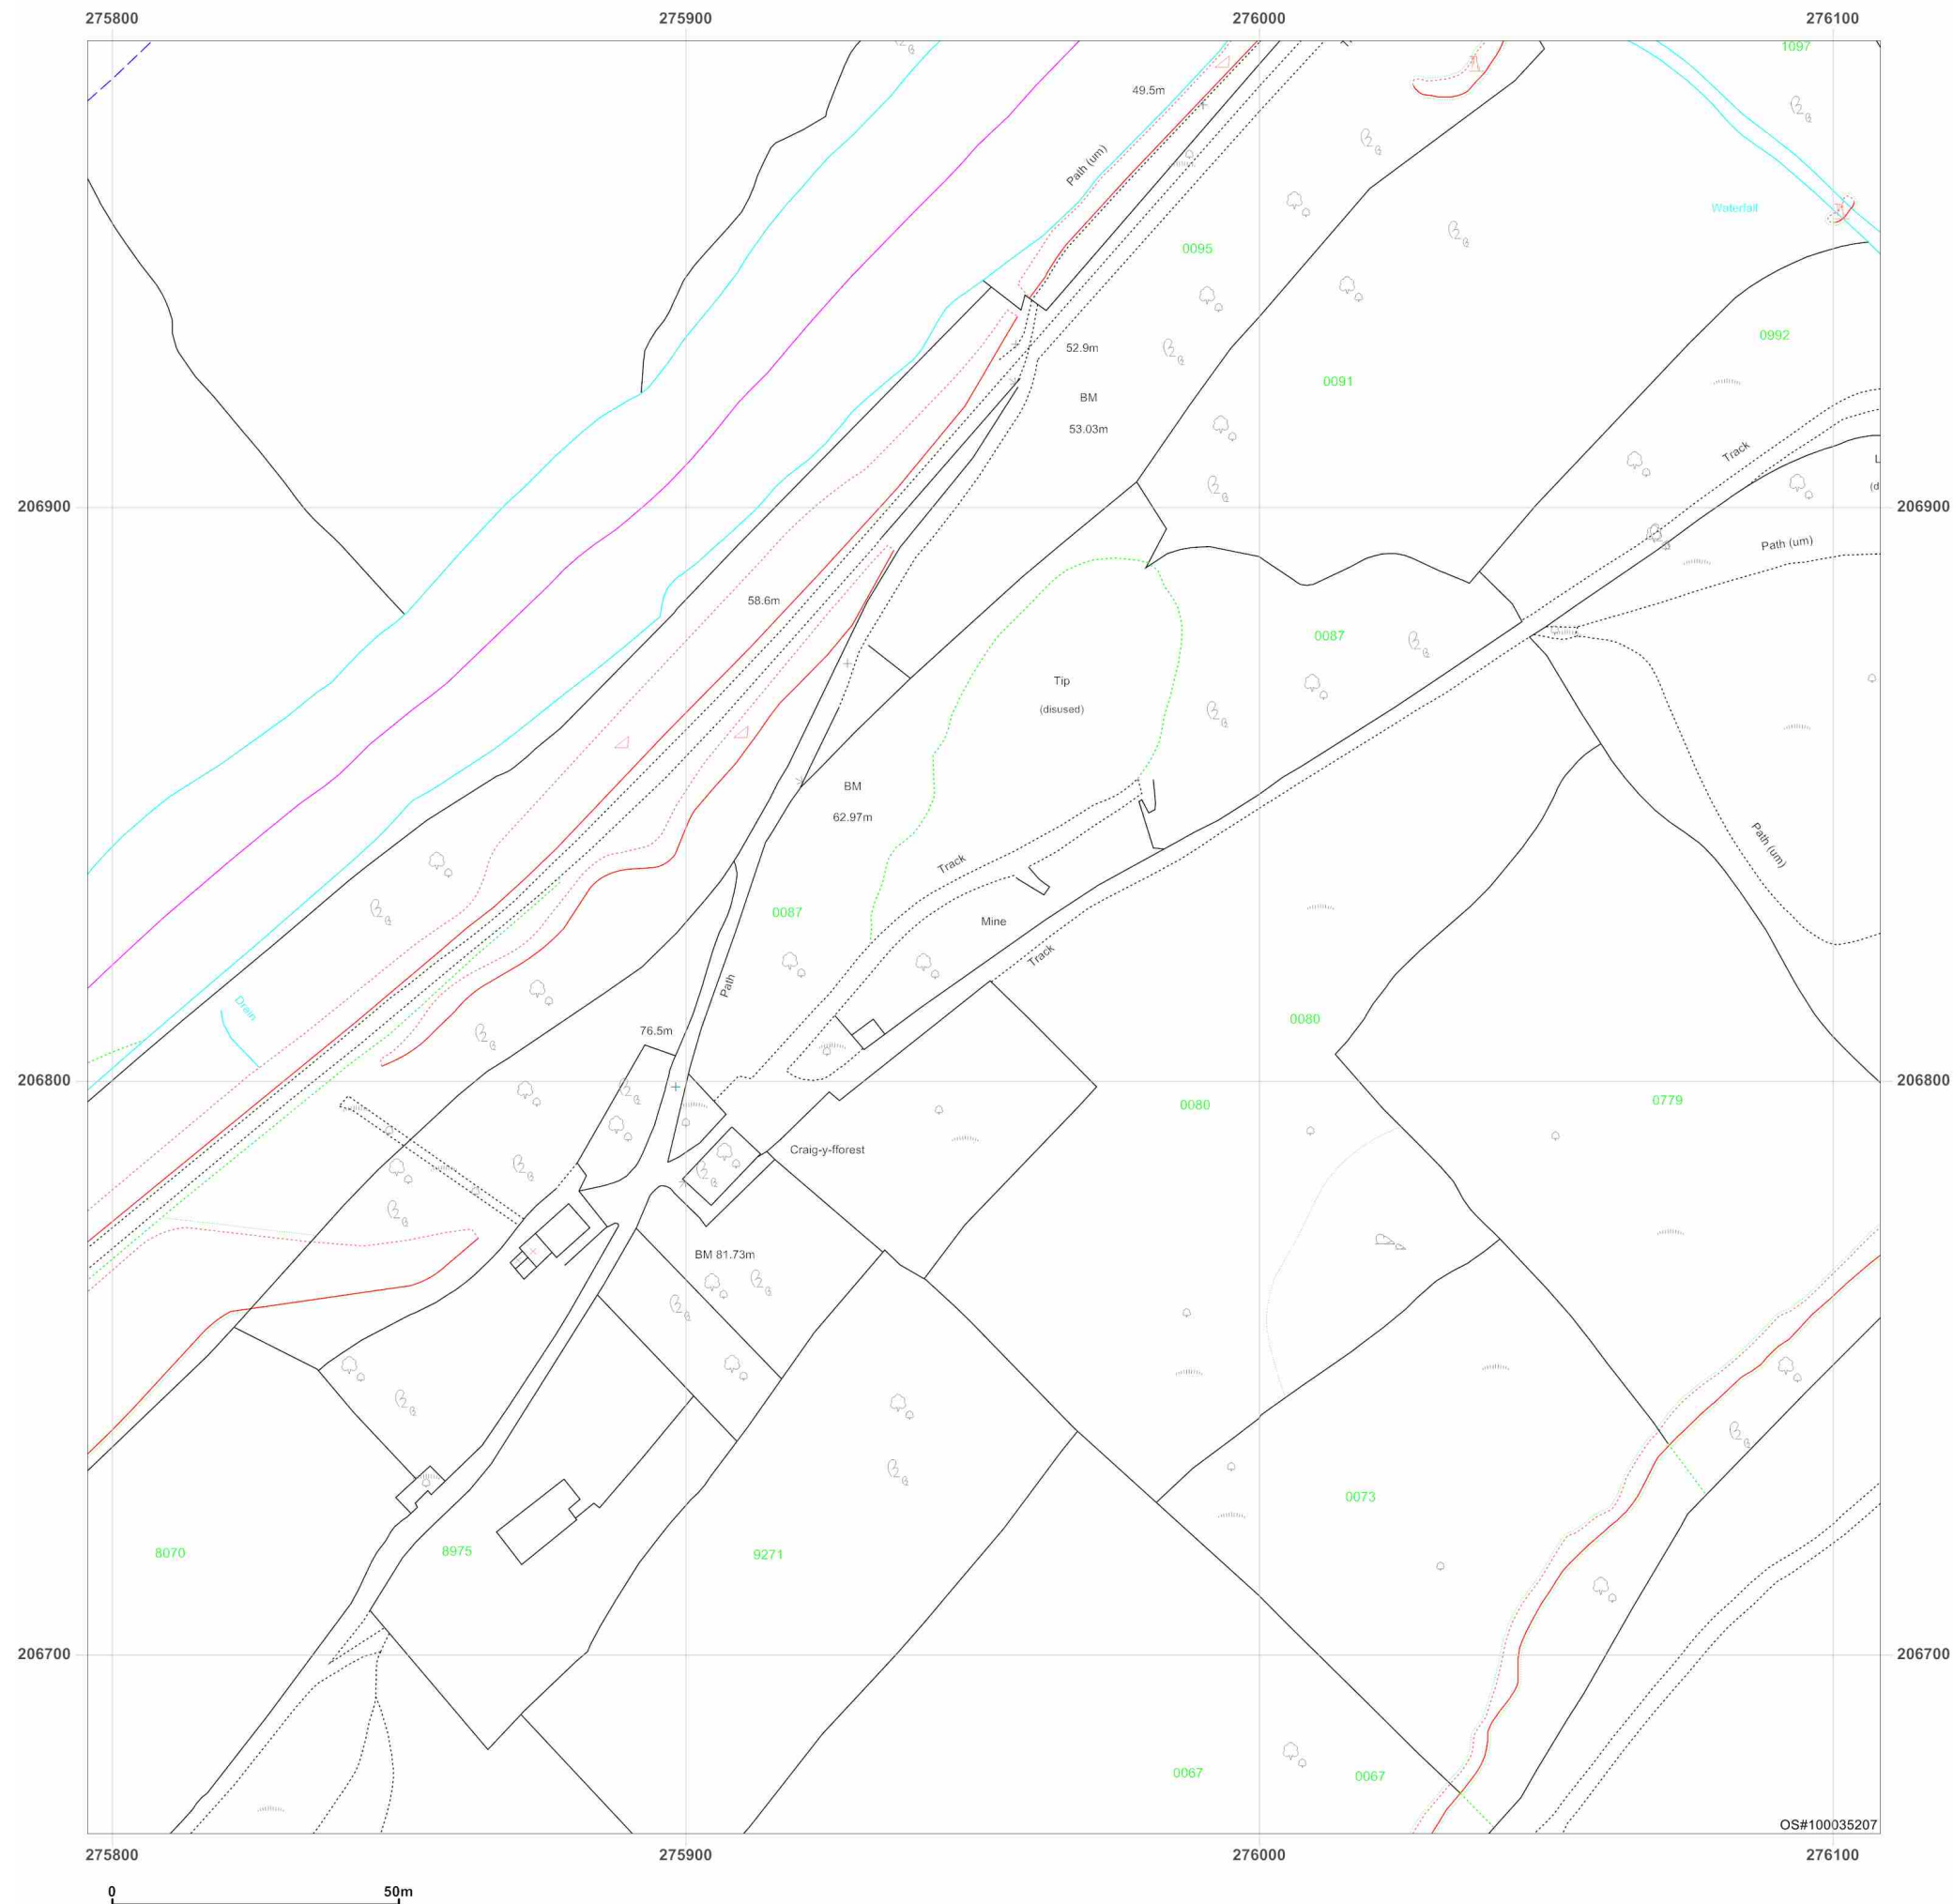 275800 275900 276000 276100
1097
49.5m
Path (um)
Waterfall
0095
0992
52.9m
0091
BM
53.03m
Track
206900 206900
Path (um)
58.6m
0087
Tip
(disused)
BM
62.97m
Path (um)
Track
0087
Mine
Track
Path
Drain
0080
76.5m
206800 206800
0080
0779
Craig-y-fforest
BM 81.73m
0073
8070
8975
9271
206700 206700
0067
0067
OS#100035207
275800 275900 276000 276100
0 50m